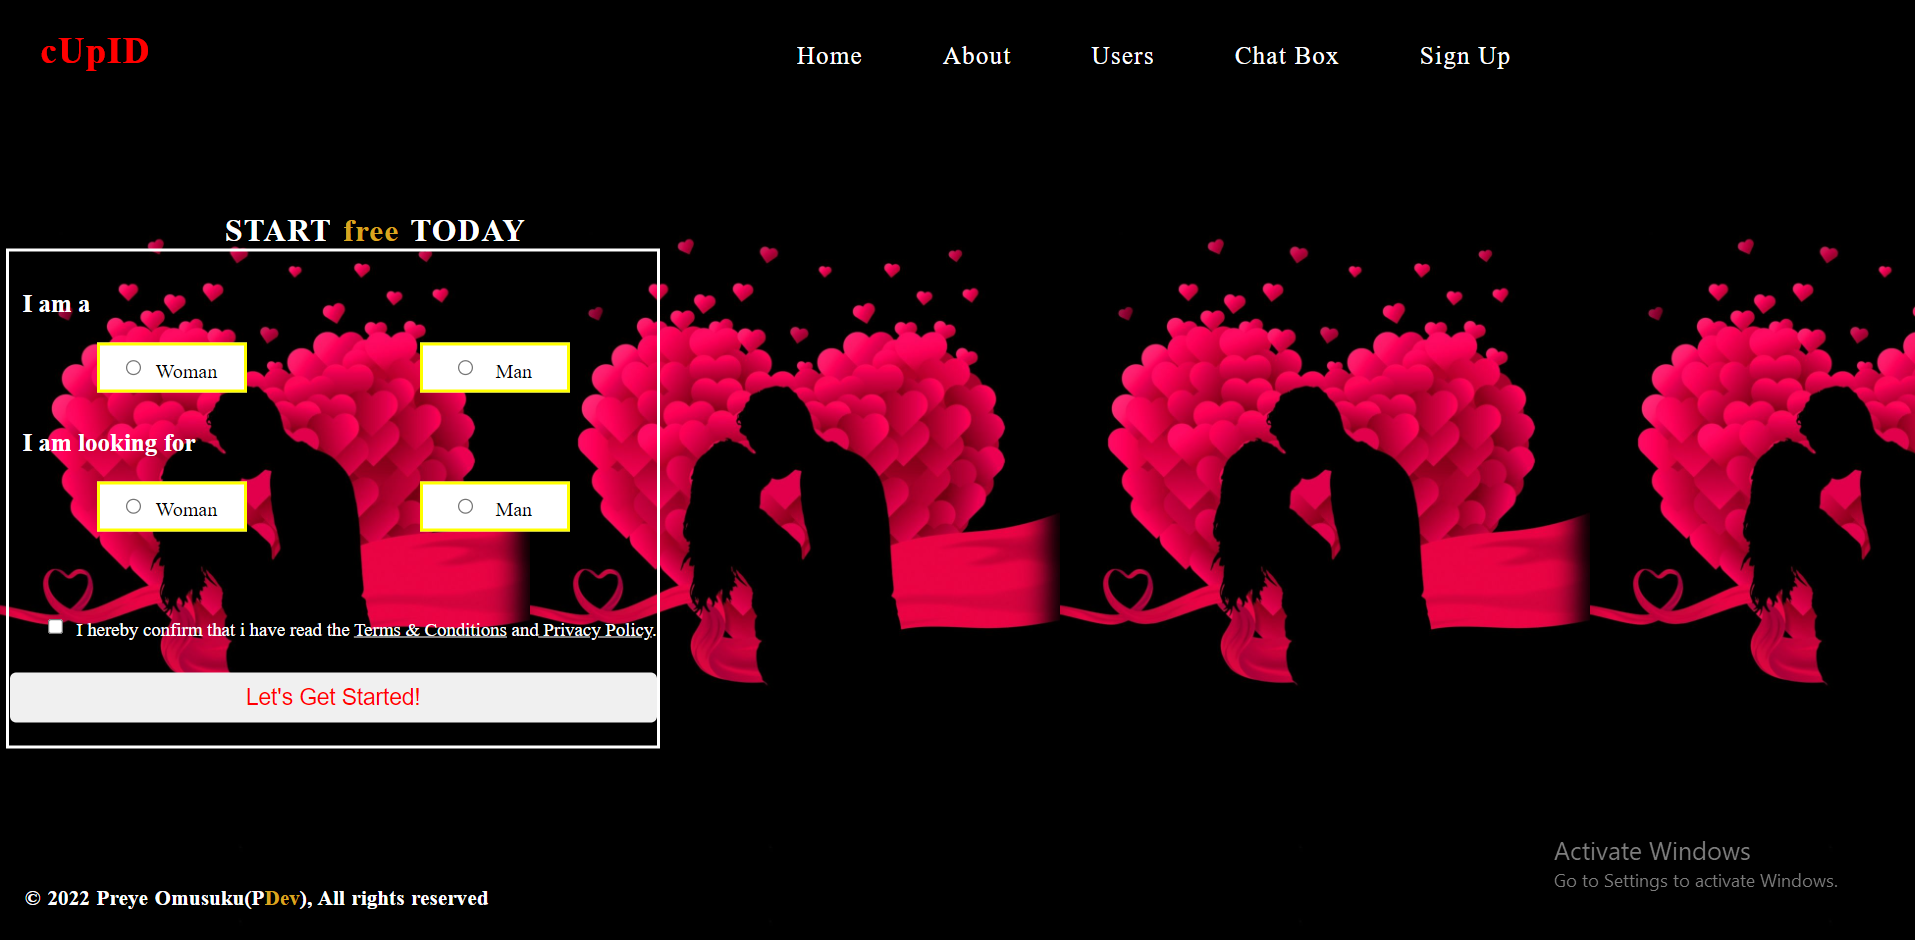 cUpID
Home About Users Chat Box Sign Up
START free TODAY
I am a
Woman Man
I am looking for
Woman Man
I hereby confirm that i have read the Terms & Conditions and Privacy Policy.
Let's Get Started!
Activate Windows
Go to Settings to activate Windows.
© 2022 Preye Omusuku(PDev), All rights reserved